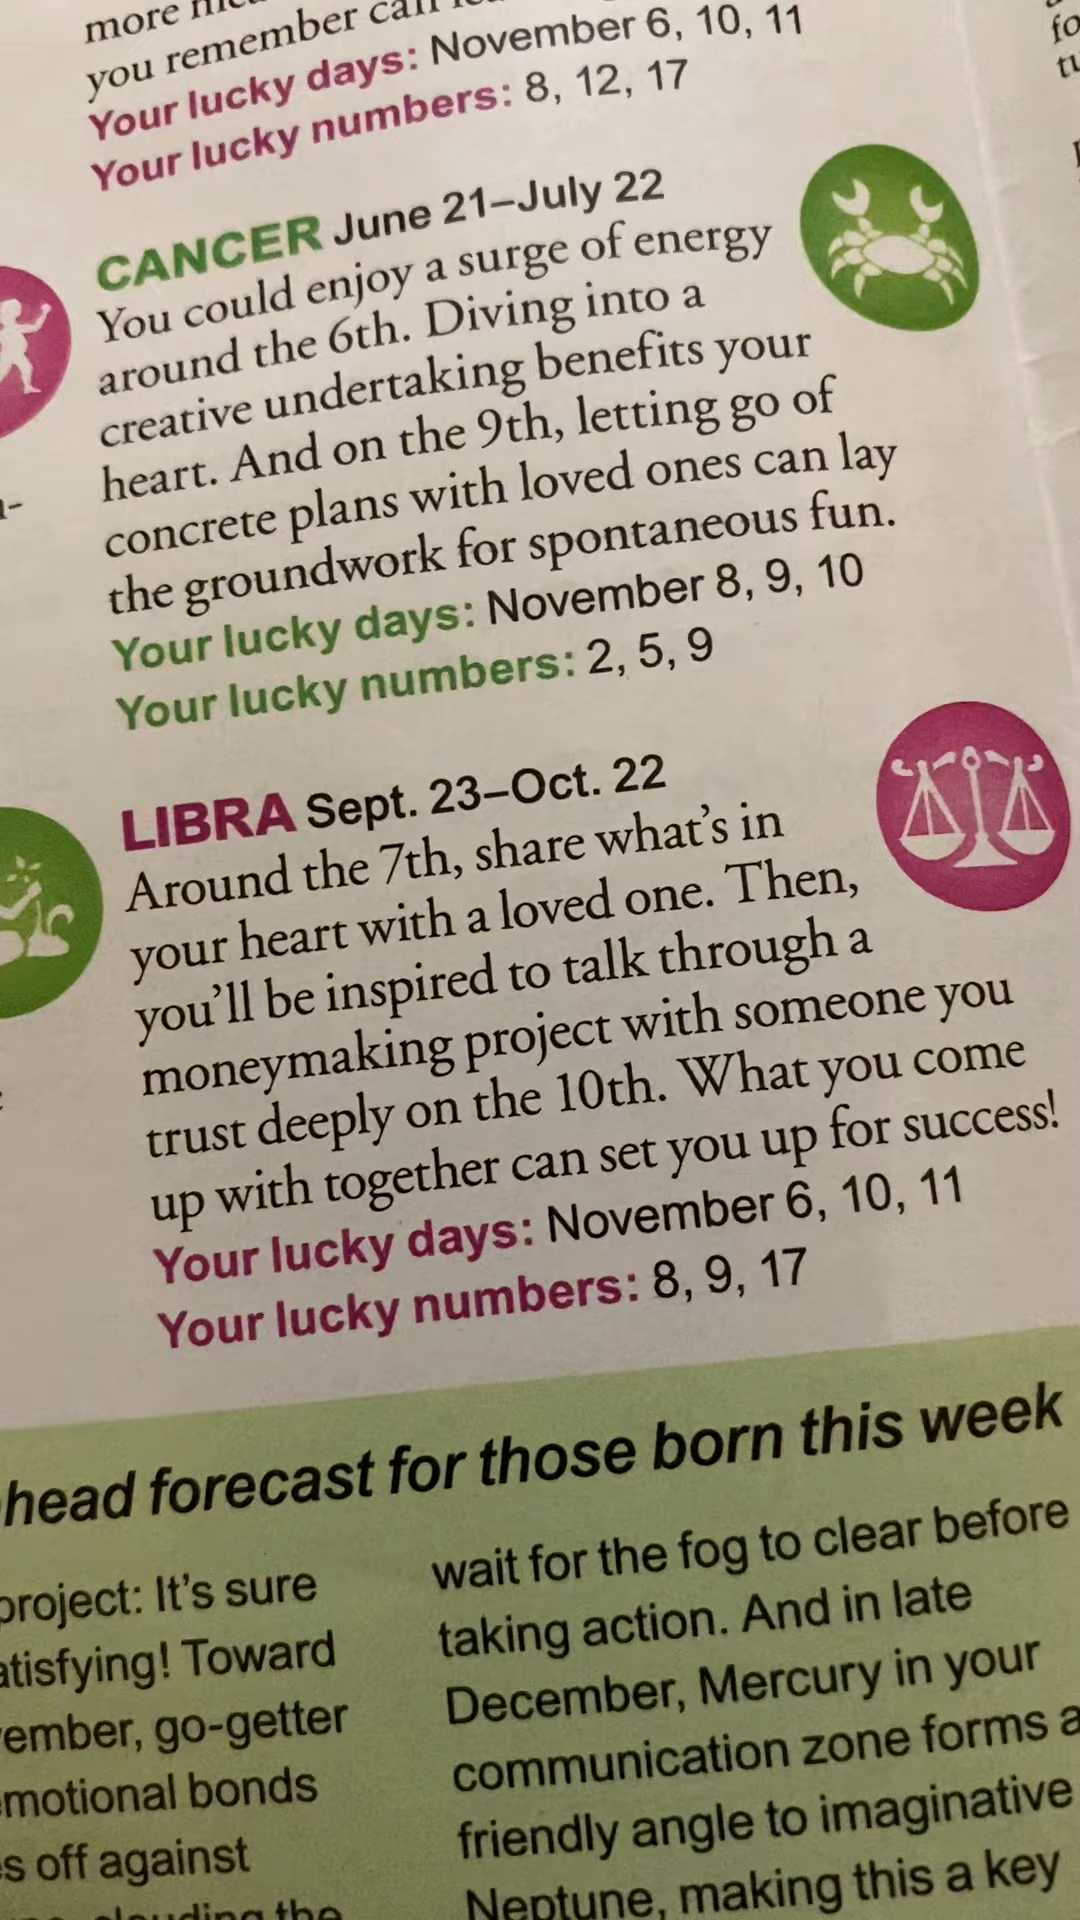 more
you remember can
Your lucky days: November 6, 10, 11
Your lucky numbers: 8, 12, 17
CANCER June 21–July 22
You could enjoy a surge of energy
around the 6th. Diving into a
creative undertaking benefits your
heart. And on the 9th, letting go of
concrete plans with loved ones can lay
the groundwork for spontaneous fun.
Your lucky days: November 8, 9, 10
Your lucky numbers: 2, 5, 9
LIBRA Sept. 23–Oct. 22
Around the 7th, share what’s in
your heart with a loved one. Then,
you’ll be inspired to talk through a
moneymaking project with someone you
trust deeply on the 10th. What you come
up with together can set you up for success!
Your lucky days: November 6, 10, 11
Your lucky numbers: 8, 9, 17
head forecast for those born this week
project: It’s sure
atisfying! Toward
vember, go-getter
emotional bonds
s off against
the
wait for the fog to clear before
taking action. And in late
December, Mercury in your
communication zone forms a
friendly angle to imaginative
Neptune, making this a key